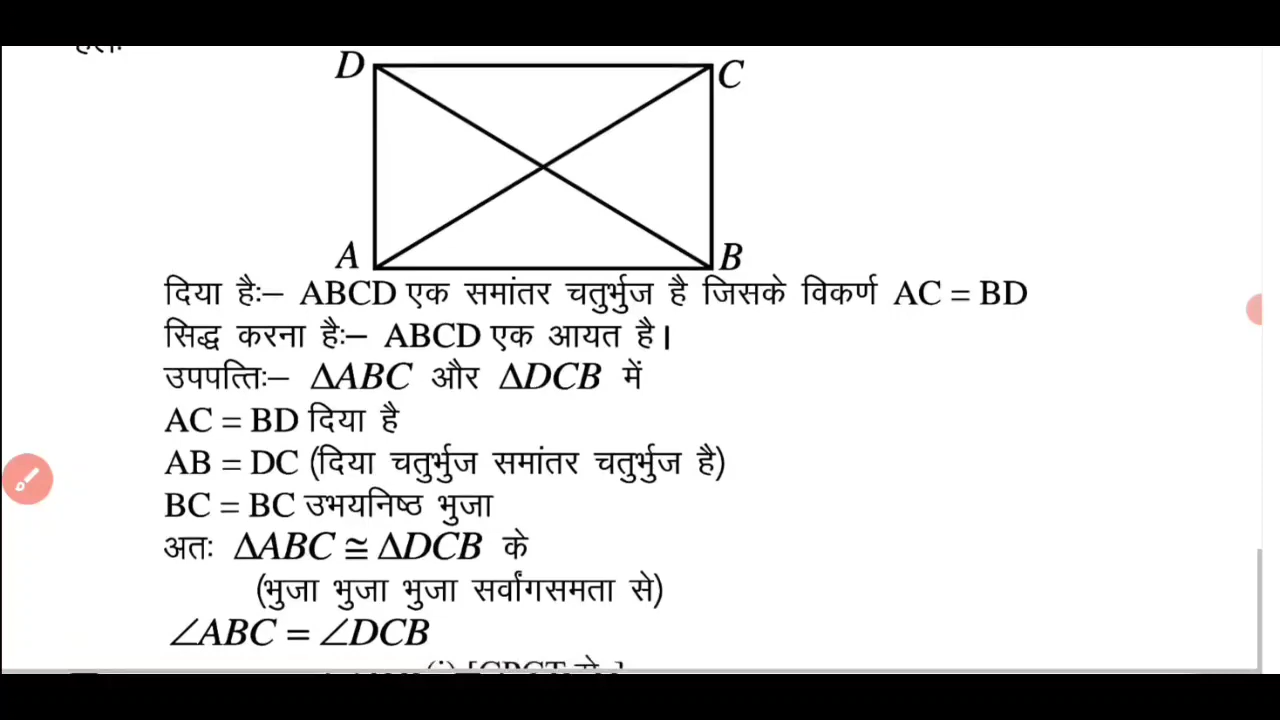 D
C
A
B
दिया है:– ABCD एक समांतर चतुर्भुज है जिसके विकर्ण AC = BD
सिद्ध करना है:– ABCD एक आयत है।
उपपत्ति:– ΔABC और ΔDCB में
AC = BD दिया है
AB = DC (दिया चतुर्भुज समांतर चतुर्भुज है)
BC = BC उभयनिष्ठ भुजा
अतः ΔABC ≅ ΔDCB के
(भुजा भुजा भुजा सर्वांगसमता से)
∠ABC = ∠DCB